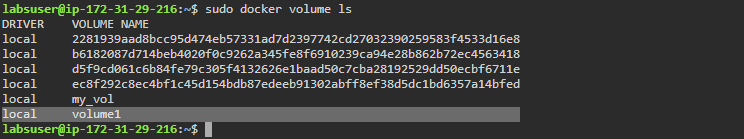 labsuser@ip-172-31-29-216:~$ sudo docker volume ls
DRIVER    VOLUME NAME
local     2281939aad8bcc95d474eb57331ad7d2397742cd27032390259583f4533d16e8
local     b6182087d714beb4020f0c9262a345fe8f6910239ca94e28b862b72ec4563418
local     d5f9cd061c6b84fe79c305f4132626e1baad50c7cba28192529dd50ecbf6711e
local     ec8f292c8ec4bf1c45d154bdb87edeeb91302abff8ef38d5dc1bd6357a14bfed
local     my_vol
local     volume1
labsuser@ip-172-31-29-216:~$